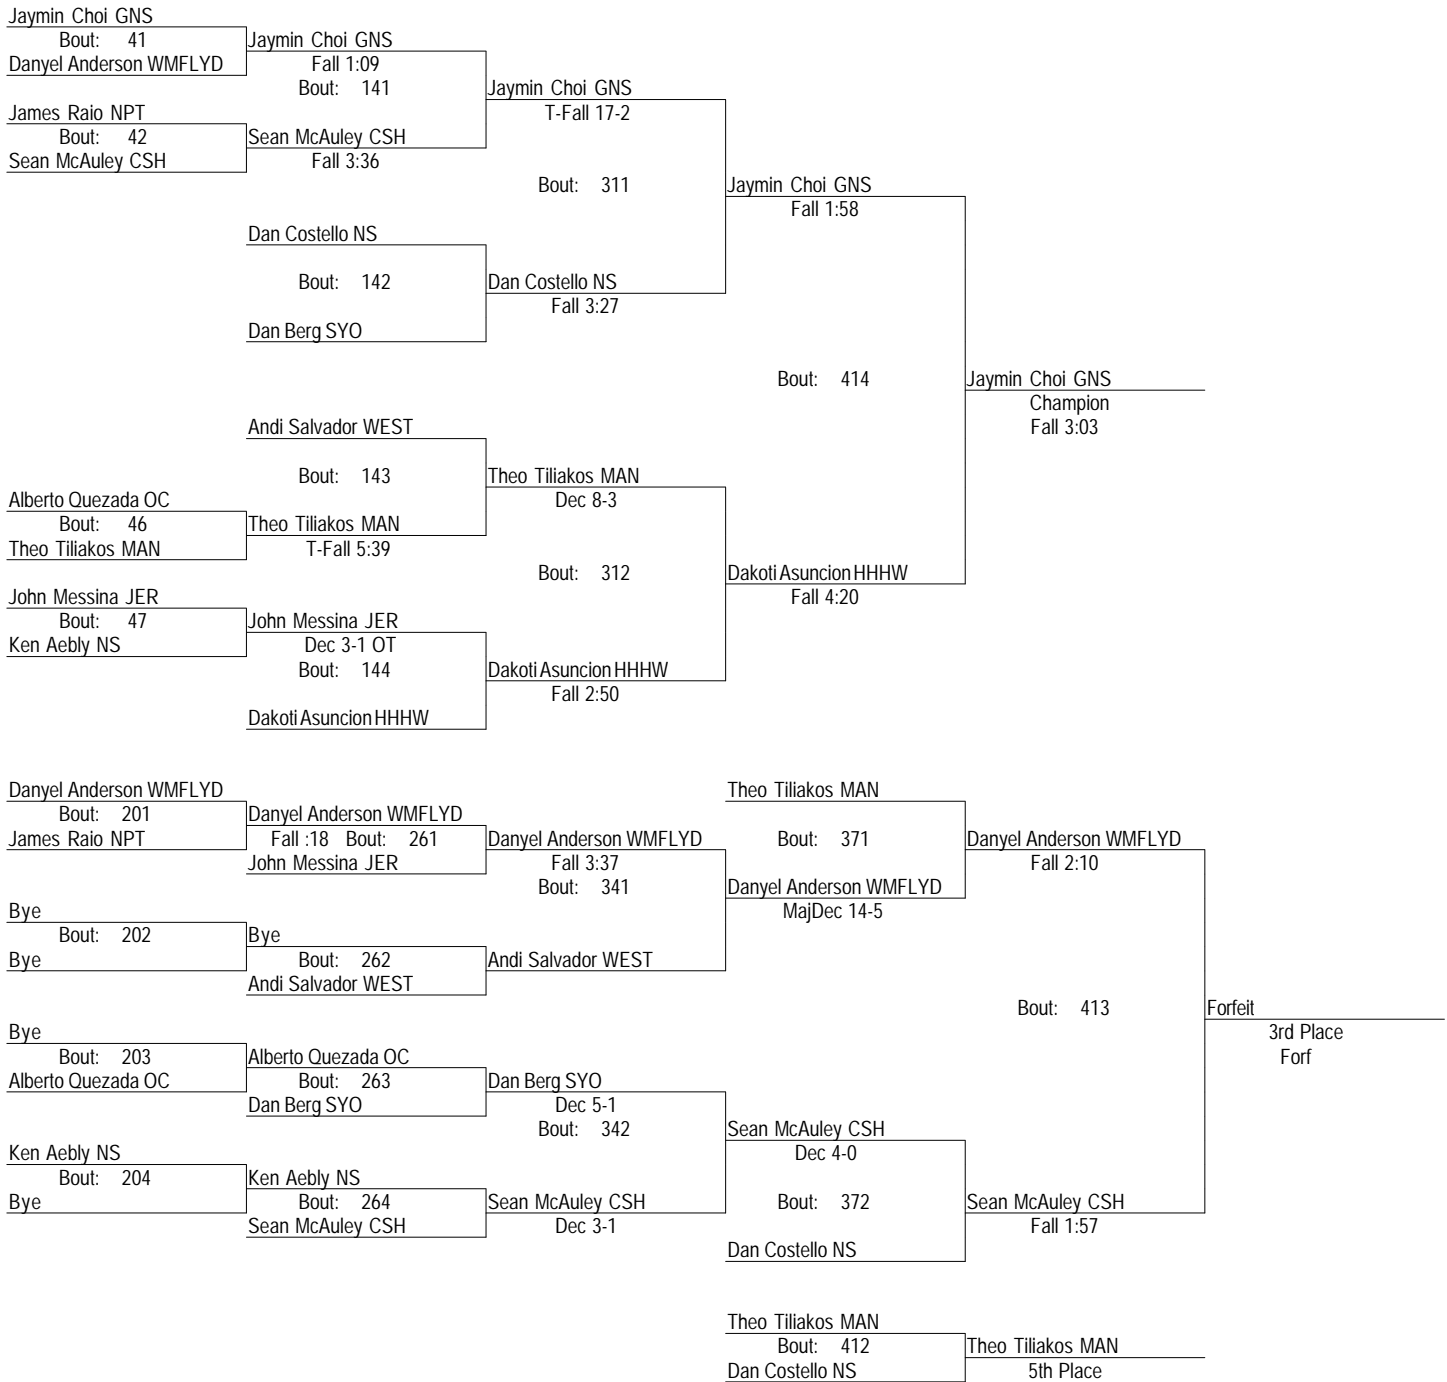 Jaymin Choi GNS
Bout: 41
Jaymin Choi GNS
Danyel Anderson WMFLYD
Fall 1:09
Bout: 141
Jaymin Choi GNS
James Raio NPT
T-Fall 17-2
Bout: 42
Sean McAuley CSH
Sean McAuley CSH
Fall 3:36
Bout: 311
Jaymin Choi GNS
Fall 1:58
Dan Costello NS
Bout: 142
Dan Costello NS
Fall 3:27
Dan Berg SYO
Bout: 414
Jaymin Choi GNS
Champion
Fall 3:03
Andi Salvador WEST
Bout: 143
Theo Tiliakos MAN
Alberto Quezada OC
Dec 8-3
Bout: 46
Theo Tiliakos MAN
Theo Tiliakos MAN
T-Fall 5:39
Bout: 312
Dakoti Asuncion HHHW
Fall 4:20
John Messina JER
Bout: 47
John Messina JER
Ken Aebly NS
Dec 3-1 OT
Bout: 144
Dakoti Asuncion HHHW
Fall 2:50
Dakoti Asuncion HHHW
Danyel Anderson WMFLYD
Theo Tiliakos MAN
Bout: 201
Danyel Anderson WMFLYD
James Raio NPT
Fall :18 Bout: 261
Danyel Anderson WMFLYD
Bout: 371
Danyel Anderson WMFLYD
John Messina JER
Fall 3:37
Fall 2:10
Bout: 341
Danyel Anderson WMFLYD
Bye
MajDec 14-5
Bout: 202
Bye
Bye
Bout: 262
Andi Salvador WEST
Andi Salvador WEST
Bout: 413
Forfeit
Bye
3rd Place
Bout: 203
Alberto Quezada OC
Forf
Alberto Quezada OC
Bout: 263
Dan Berg SYO
Dan Berg SYO
Dec 5-1
Bout: 342
Sean McAuley CSH
Ken Aebly NS
Dec 4-0
Bout: 204
Ken Aebly NS
Bye
Bout: 264
Sean McAuley CSH
Bout: 372
Sean McAuley CSH
Sean McAuley CSH
Dec 3-1
Fall 1:57
Dan Costello NS
Theo Tiliakos MAN
Bout: 412
Theo Tiliakos MAN
Dan Costello NS
5th Place